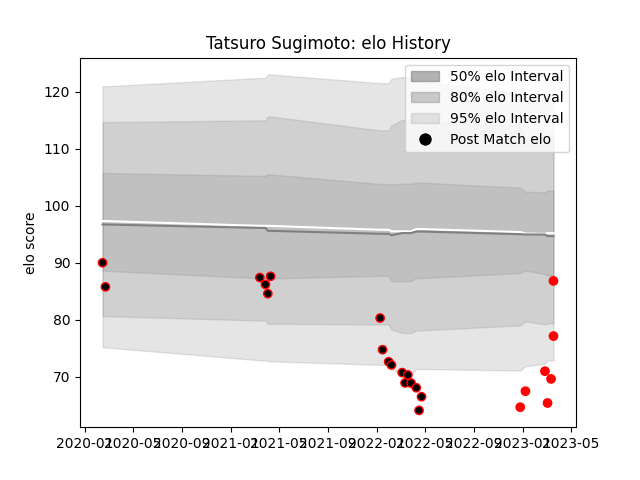 Tatsuro Sugimoto: elo History
50% elo Interval
80% elo Interval
95% elo Interval
Post Match elo
elo score
120
110
100
90
80
70
2020-01 2020-05 2020-09 2021-01 2021-05 2021-09 2022-01 2022-05 2022-09 2023-01 2023-05